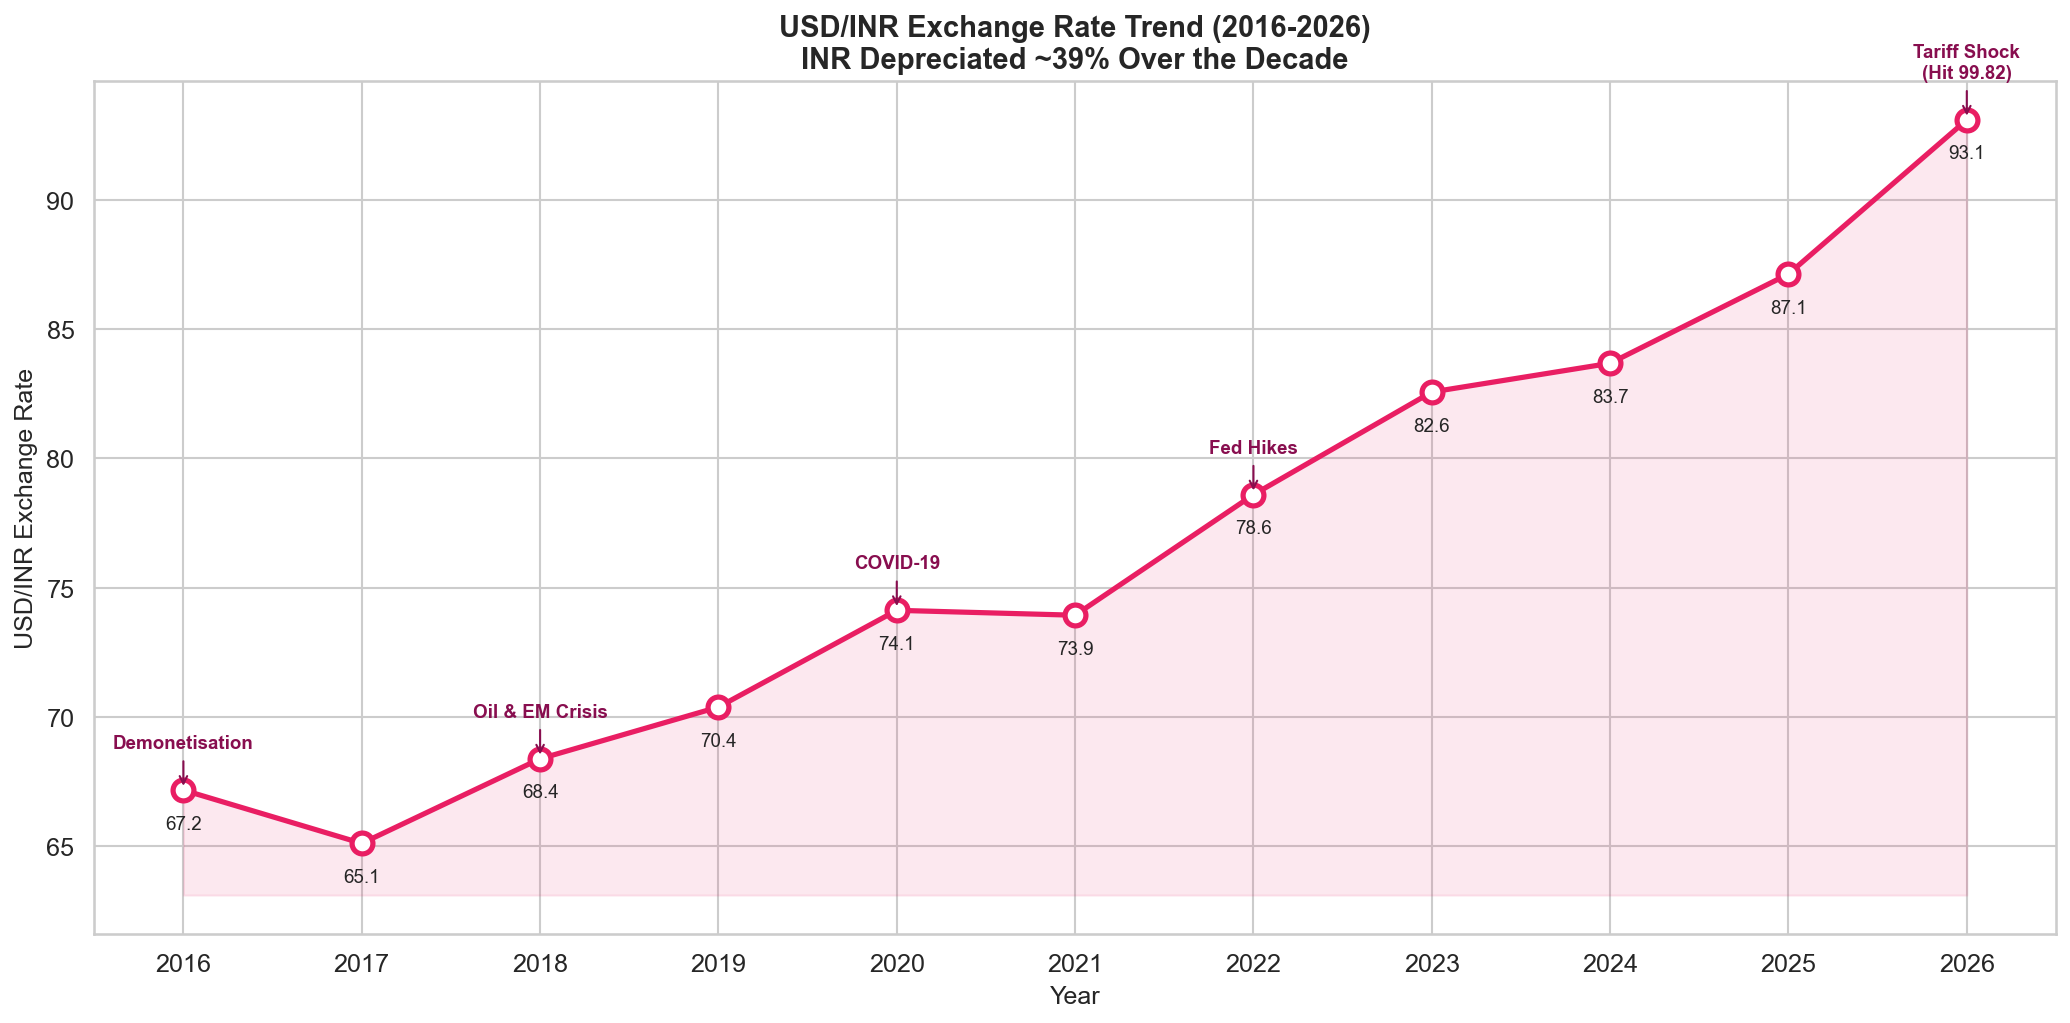 USD/INR Exchange Rate Trend (2016-2026)
INR Depreciated ~39% Over the Decade
Tariff Shock
(Hit 99.82)
93.1
90
87.1
85
83.7
82.6
Fed Hikes
80
78.6
COVID-19
75
74.1
73.9
Oil & EM Crisis
70
70.4
Demonetisation
68.4
67.2
65
65.1
USD/INR Exchange Rate
2016 2017 2018 2019 2020 2021 2022 2023 2024 2025 2026
Year